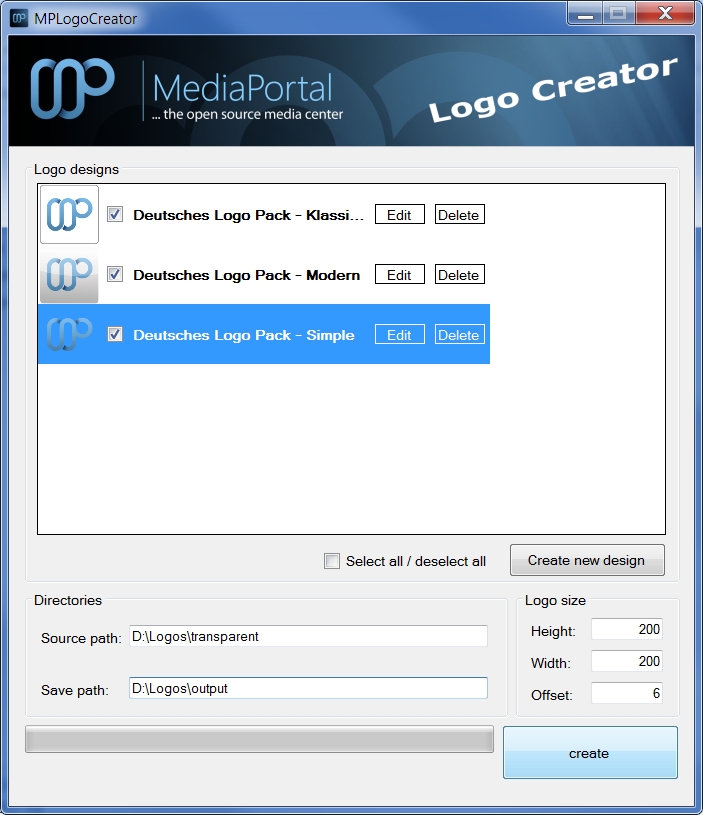 MPLogoCreator
MediaPortal
... the open source media center
Logo Creator
Logo designs
Deutsches Logo Pack - Klassi... Edit Delete
Deutsches Logo Pack - Modern Edit Delete
Deutsches Logo Pack - Simple Edit Delete
Select all / deselect all Create new design
Directories
Source path: D:\Logos\transparent
Save path: D:\Logos\output
Logo size
Height: 200
Width: 200
Offset: 6
create